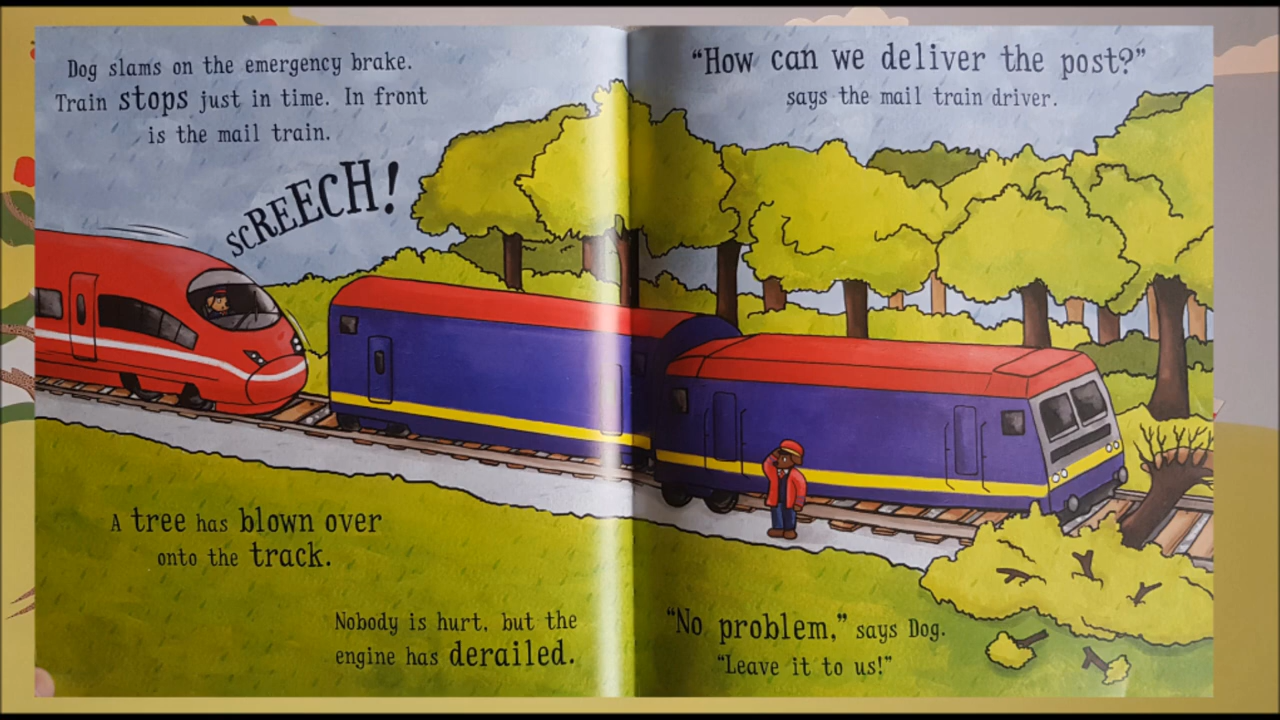 Dog slams on the emergency brake.
Train stops just in time. In front
is the mail train.
SCREECH!
A tree has blown over
onto the track.
Nobody is hurt, but the
engine has derailed.
"How can we deliver the post?"
says the mail train driver.
"No problem," says Dog.
"Leave it to us!"